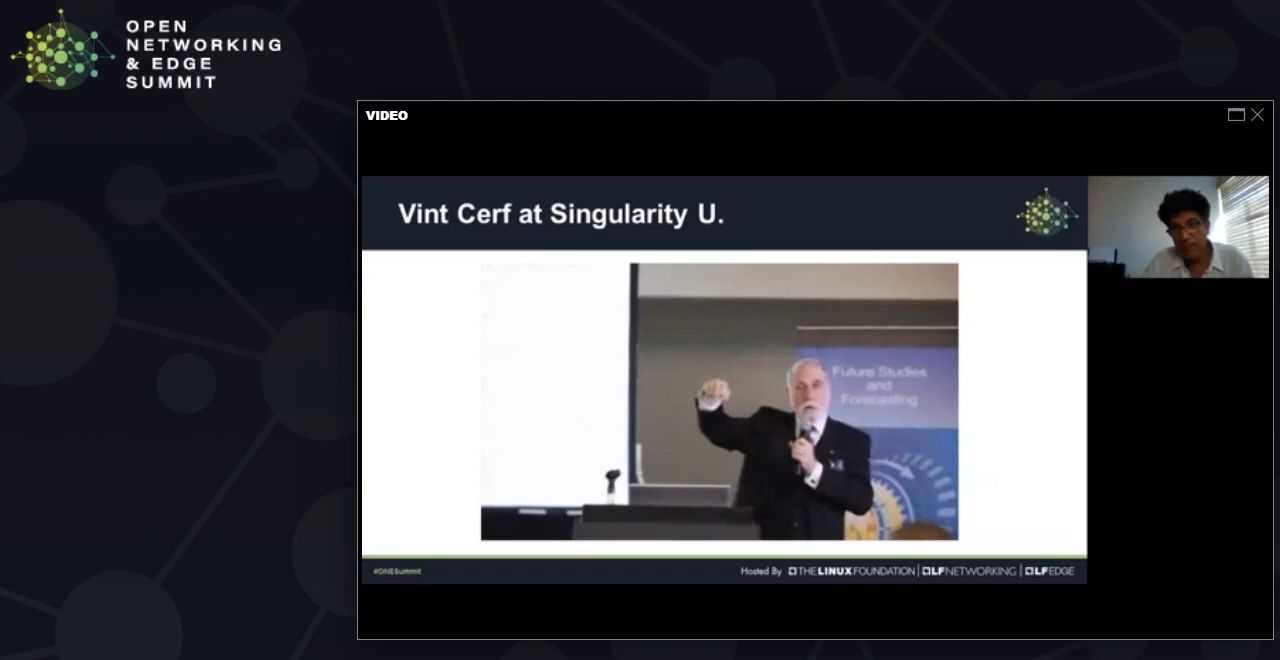 OPEN
NETWORKING
& EDGE
SUMMIT
VIDEO
Vint Cerf at Singularity U.
Future Studies
and
Forecasting
#ONESummit
Hosted By THE LINUX FOUNDATION | LF NETWORKING | LF EDGE